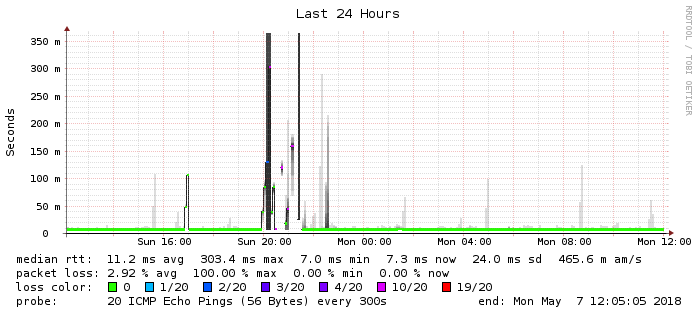 Last 24 Hours
RRDTOOL / TOBI OETIKER
Seconds
350 m
300 m
250 m
200 m
150 m
100 m
50 m
0
Sun 16:00 Sun 20:00 Mon 00:00 Mon 04:00 Mon 08:00 Mon 12:00
median rtt: 11.2 ms avg 303.4 ms max 7.0 ms min 7.3 ms now 24.0 ms sd 465.6 m am/s
packet loss: 2.92 % avg 100.00 % max 0.00 % min 0.00 % now
loss color: 0 1/20 2/20 3/20 4/20 10/20 19/20
probe: 20 ICMP Echo Pings (56 Bytes) every 300s end: Mon May 7 12:05:05 2018